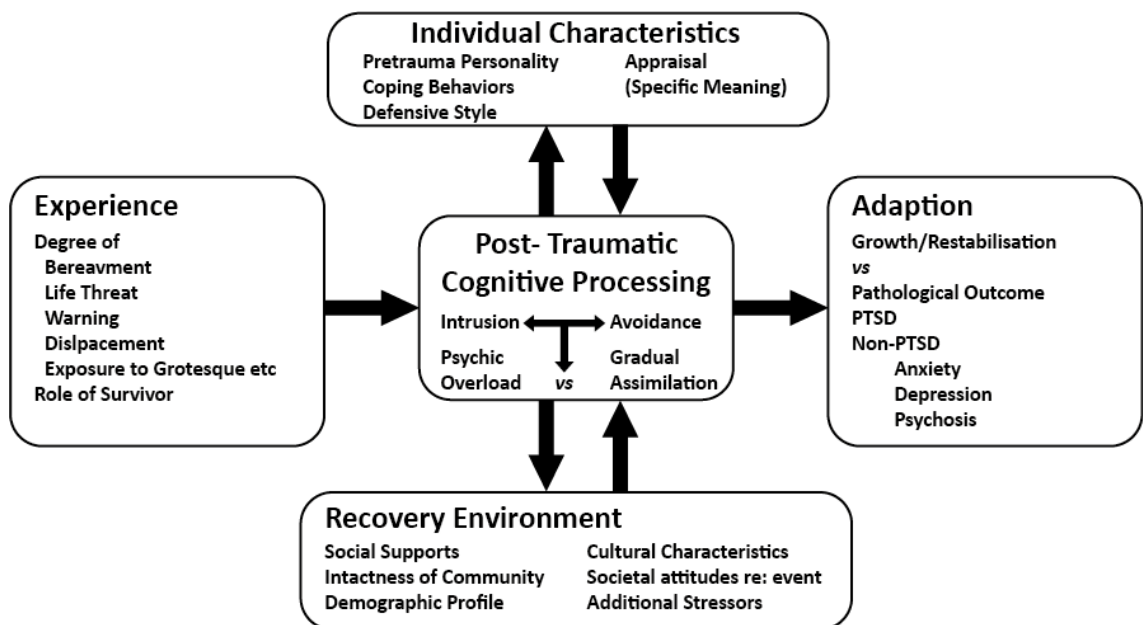 Individual Characteristics
Pretrauma Personality
Coping Behaviors
Defensive Style
Appraisal
(Specific Meaning)
Experience
Degree of
Bereavment
Life Threat
Warning
Dislpacement
Exposure to Grotesque etc
Role of Survivor
Post- Traumatic
Cognitive Processing
Intrusion
Avoidance
Psychic
Overload
vs
Gradual
Assimilation
Adaption
Growth/Restabilisation
vs
Pathological Outcome
PTSD
Non-PTSD
Anxiety
Depression
Psychosis
Recovery Environment
Social Supports
Intactness of Community
Demographic Profile
Cultural Characteristics
Societal attitudes re: event
Additional Stressors